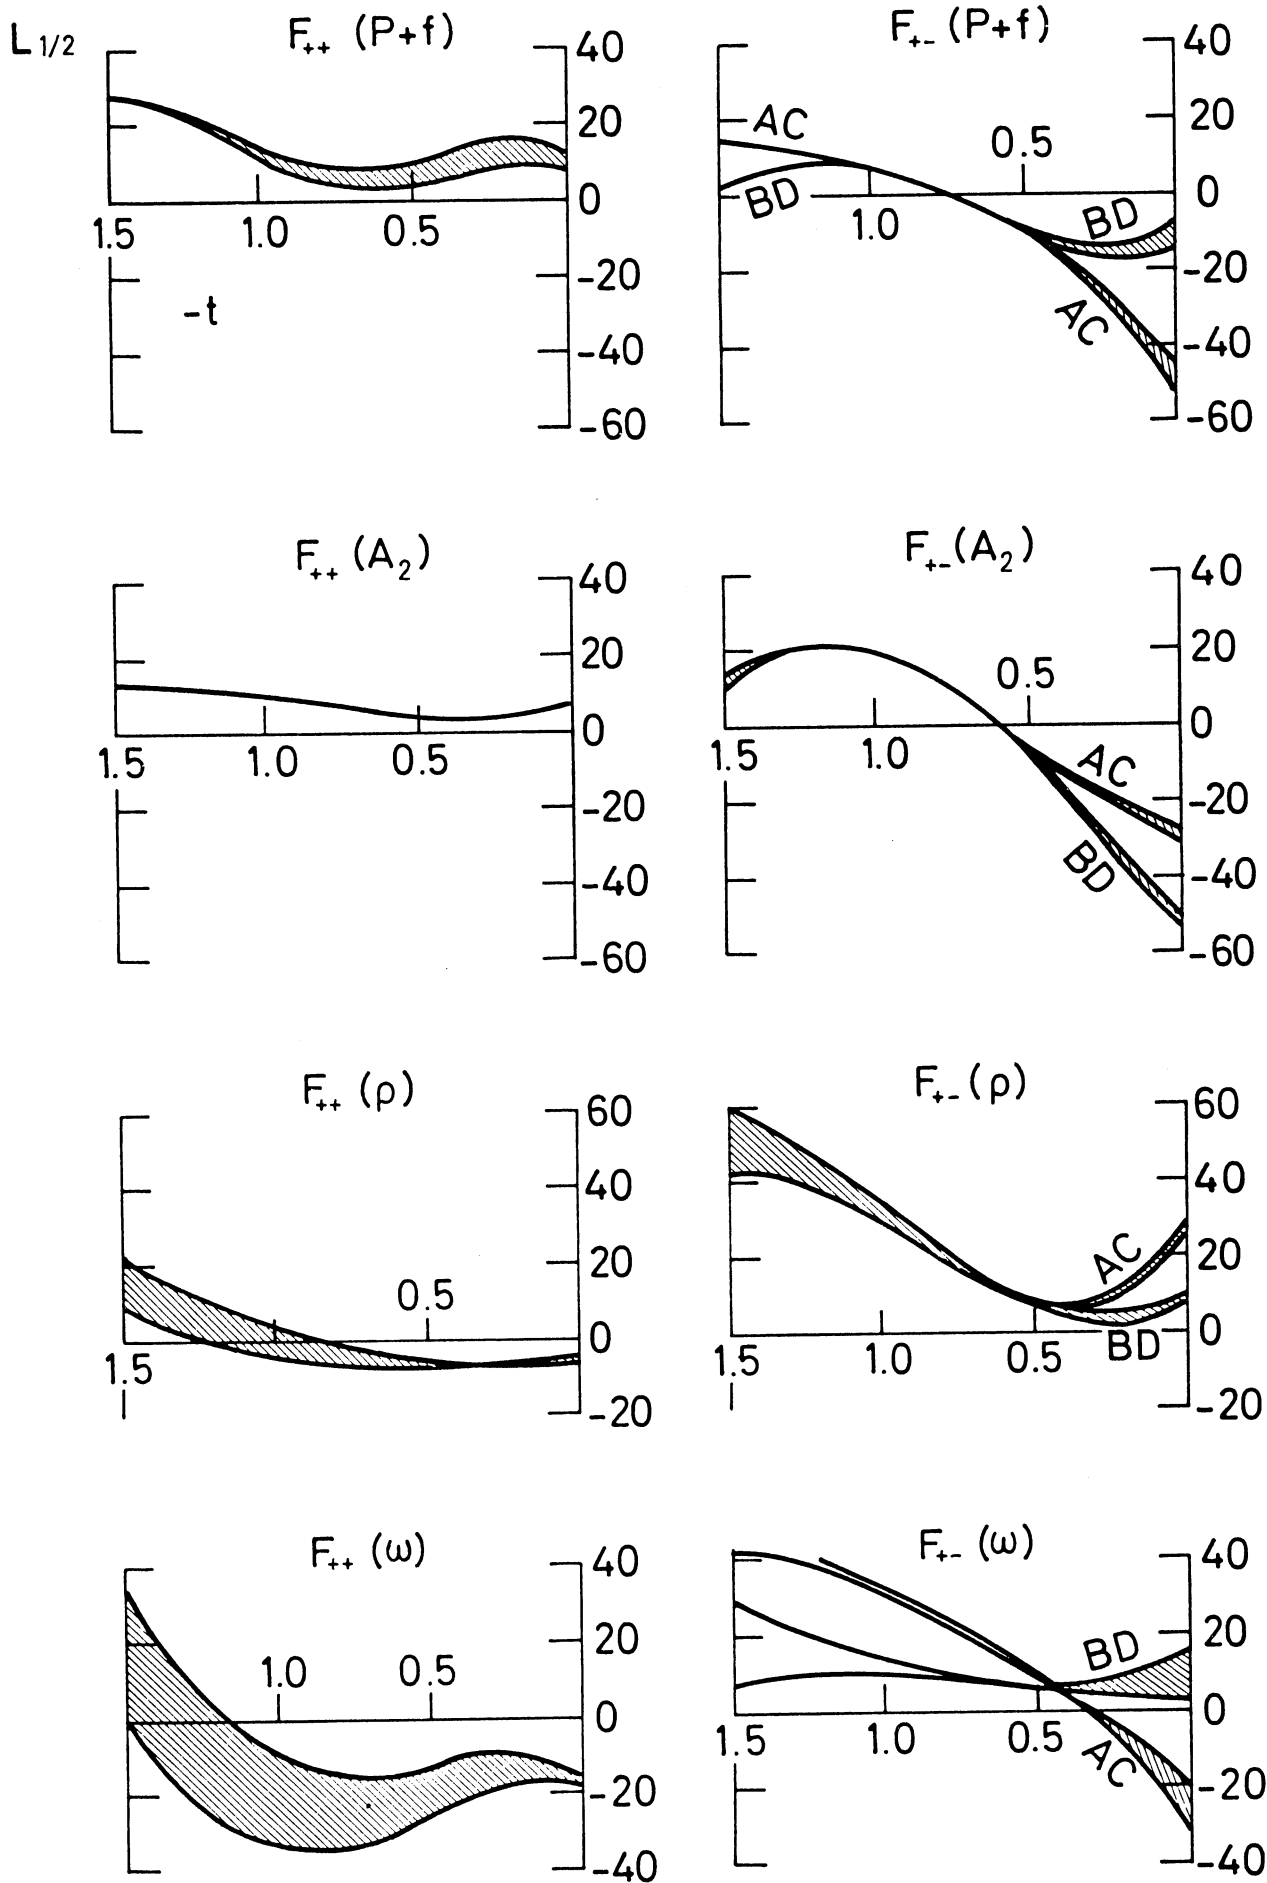 L1/2
F++ (P+f)
40
20
0
1.5 1.0 0.5
-20
-t
-40
-60
F+- (P+f)
40
AC
20
0.5
0
BD
1.0
BD
-20
AC
-40
-60
F++ (A2)
40
20
0
1.5 1.0 0.5
-20
-40
-60
F+- (A2)
40
20
0.5
0
1.5 1.0
AC
-20
BD
-40
-60
F++ (ρ)
60
40
20
0.5
0
1.5
-20
F+- (ρ)
60
40
AC
20
0
1.5 1.0 0.5 BD
-20
F++ (ω)
40
20
1.0 0.5
0
-20
-40
F+- (ω)
40
BD
20
0
1.5 1.0 0.5
AC
-20
-40